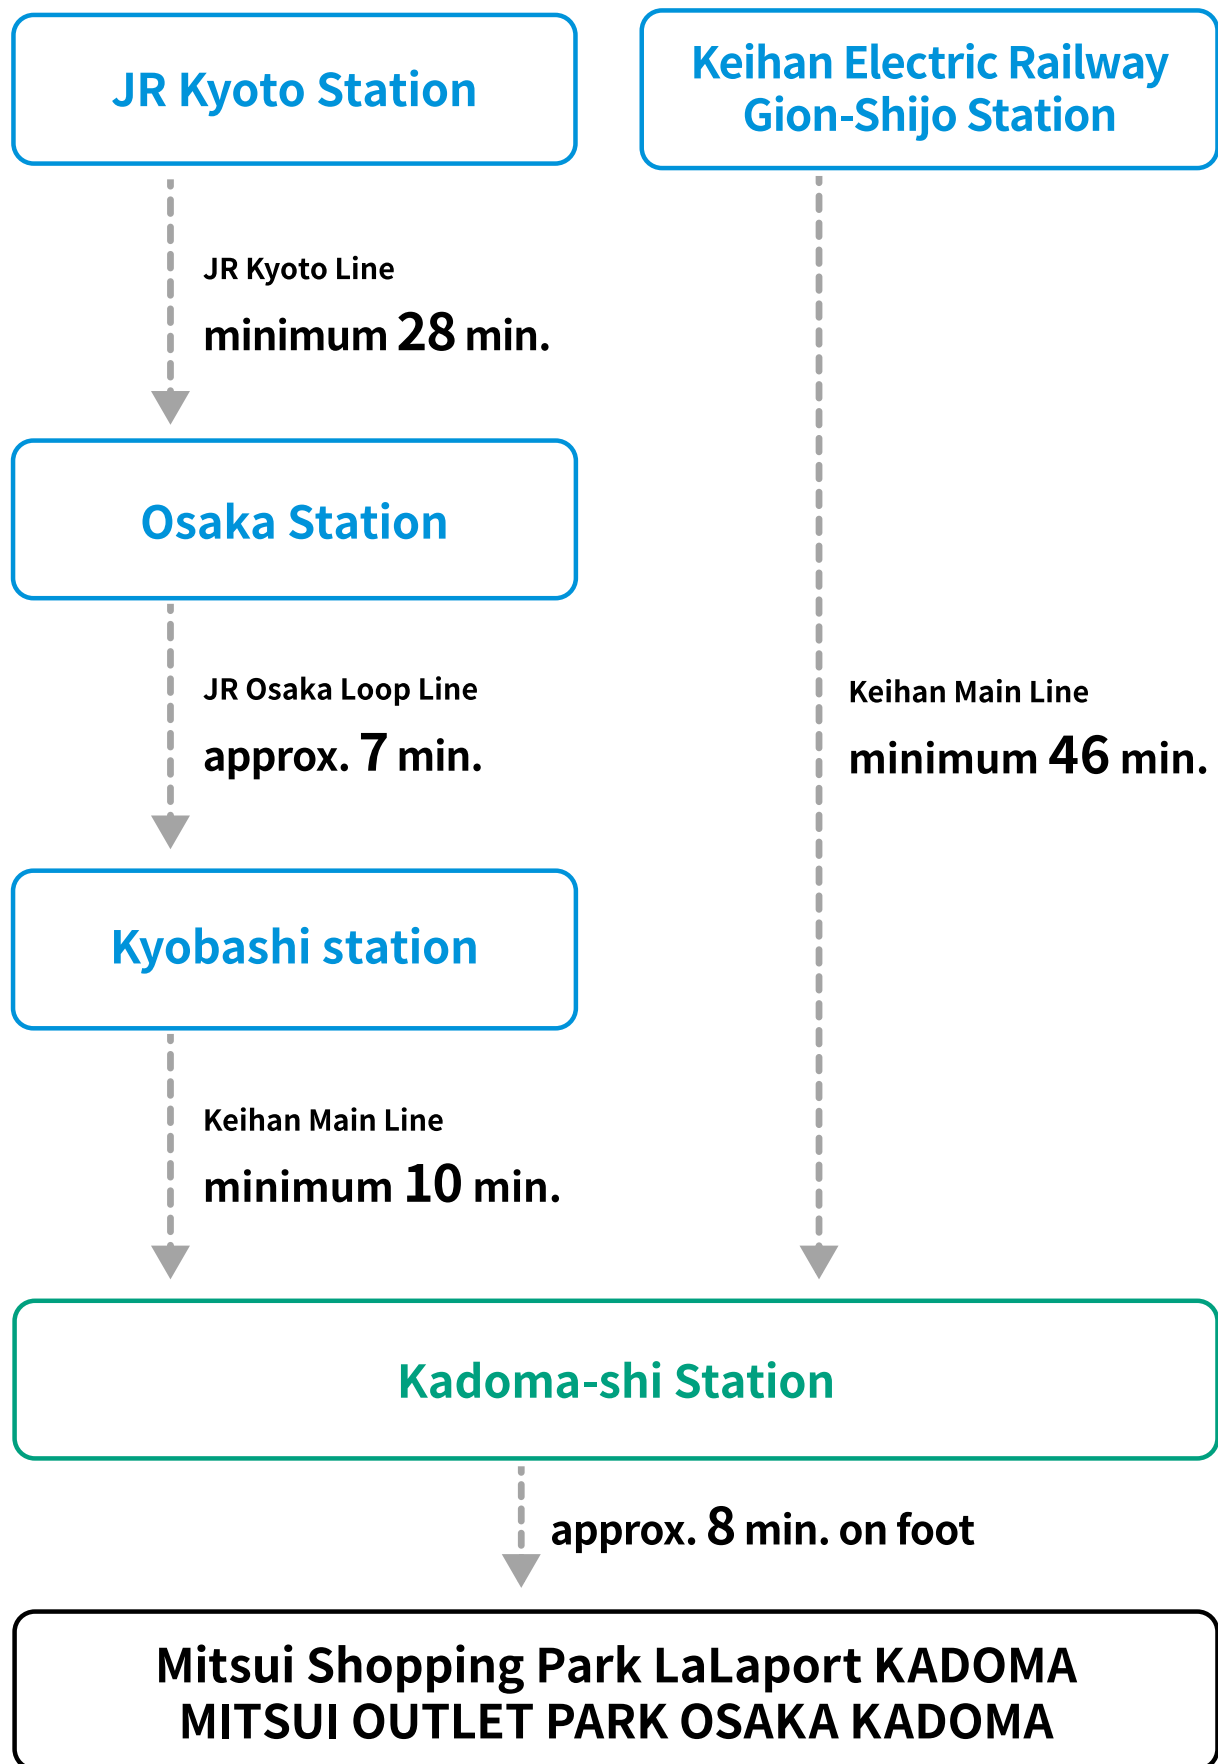 JR Kyoto Station
Keihan Electric Railway
Gion-Shijo Station
JR Kyoto Line
minimum 28 min.
Osaka Station
JR Osaka Loop Line
approx. 7 min.
Keihan Main Line
minimum 46 min.
Kyobashi station
Keihan Main Line
minimum 10 min.
Kadoma-shi Station
approx. 8 min. on foot
Mitsui Shopping Park LaLaport KADOMA
MITSUI OUTLET PARK OSAKA KADOMA